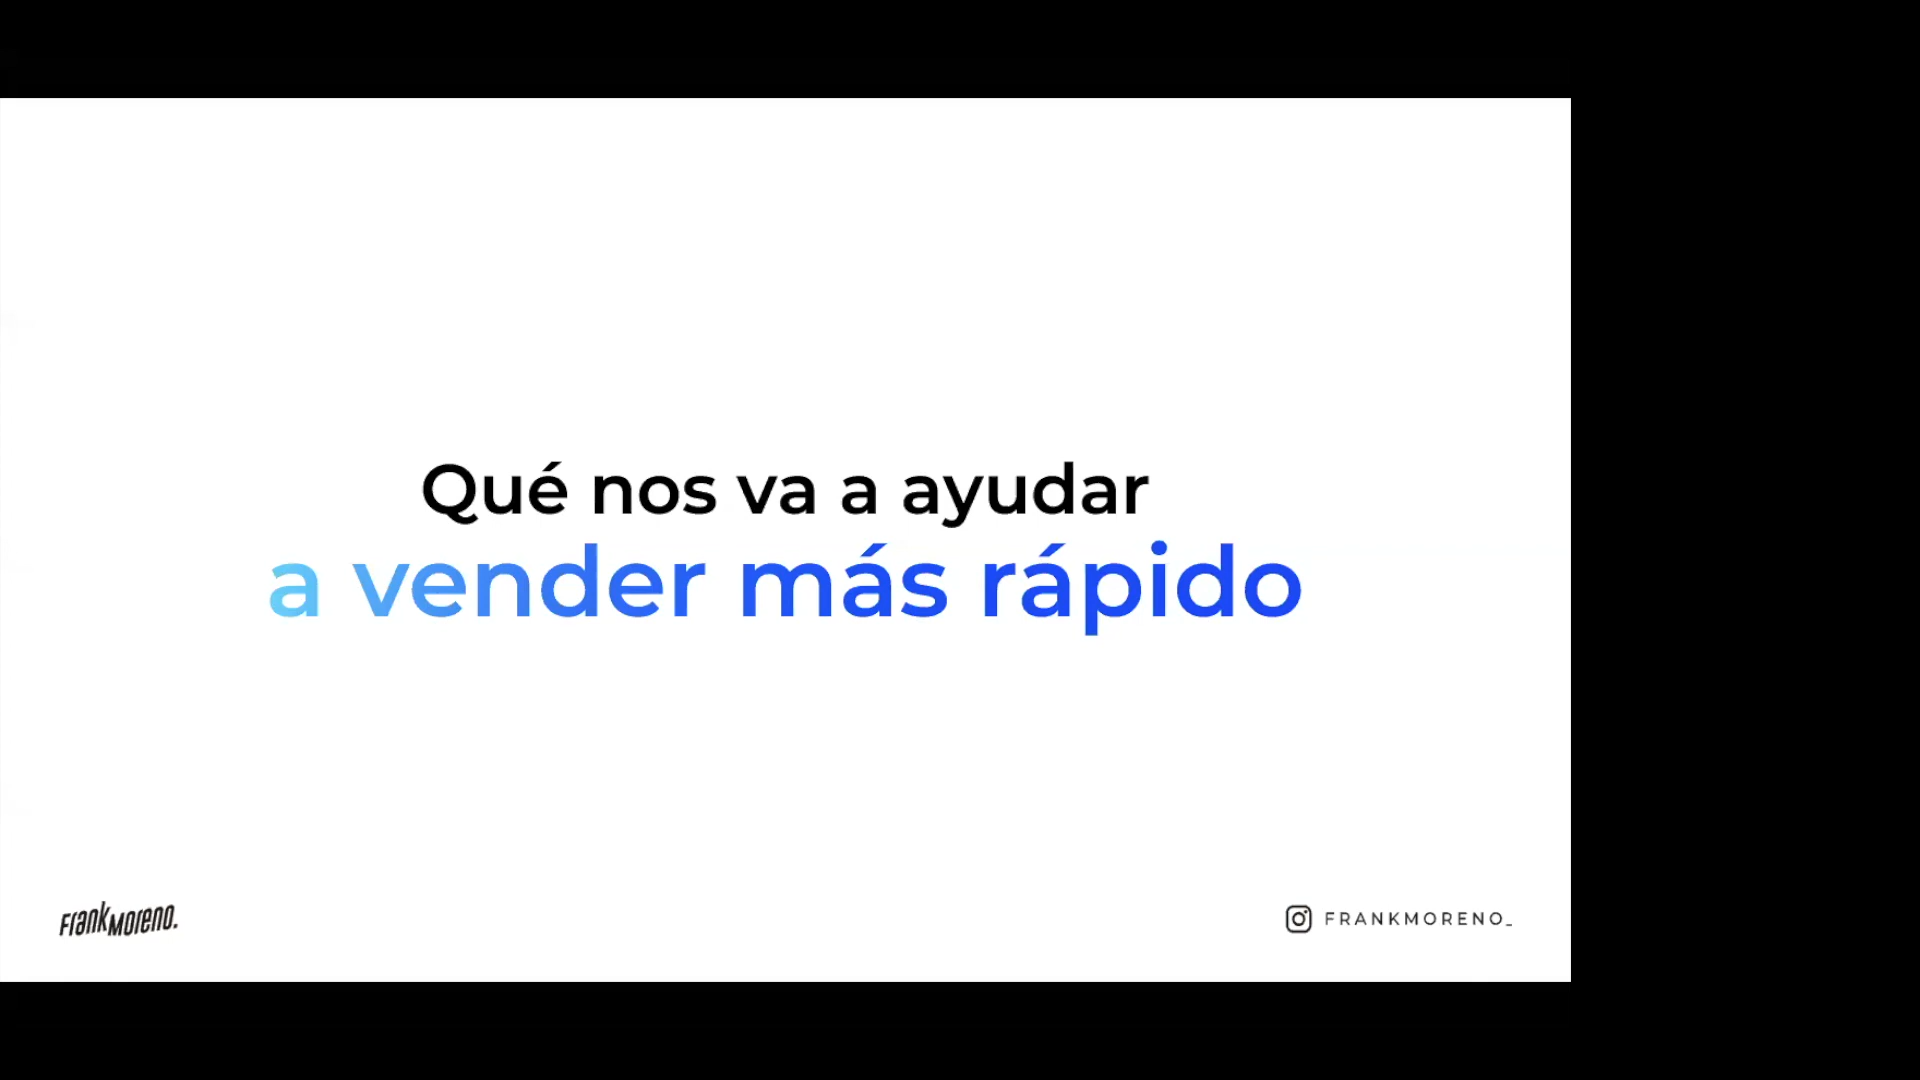 Qué nos va a ayudar
a vender más rápido
FrankMoreno.
FRANKMORENO_